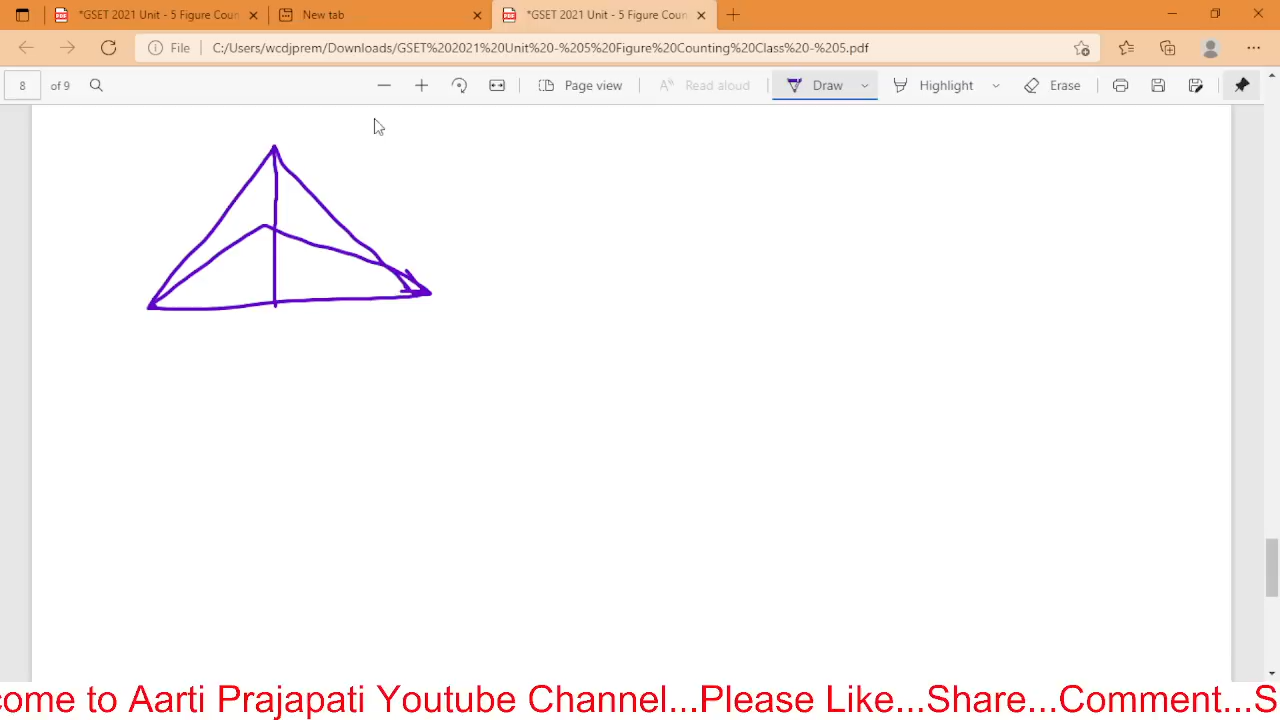 *GSET 2021 Unit - 5 Figure Coun
New tab
*GSET 2021 Unit - 5 Figure Coun
File
C:/Users/wcdjprem/Downloads/GSET%202021%20Unit%20-%205%20Figure%20Counting%20Class%20-%205.pdf
8 of 9
Page view
Read aloud
Draw
Highlight
Erase
come to Aarti Prajapati Youtube Channel...Please Like...Share...Comment...S